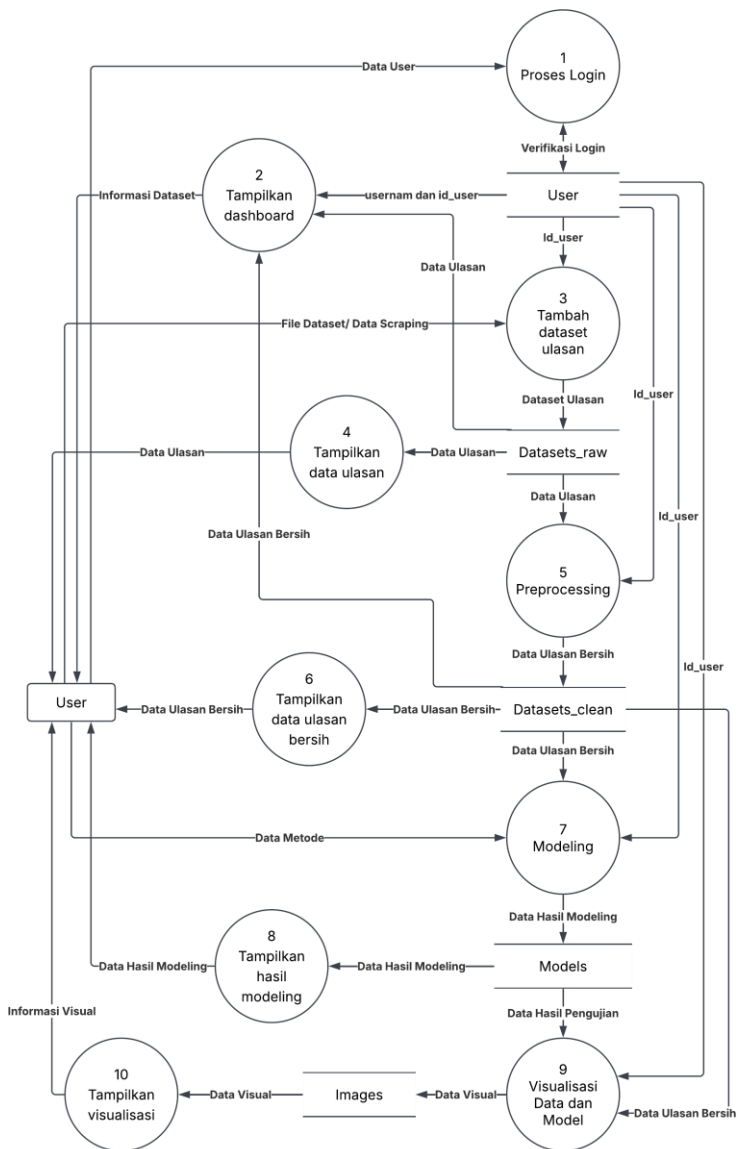 1
Proses Login
Data User
Verifikasi Login
2
Tampilkan
dashboard
Informasi Dataset
usernam dan id_user
User
Id_user
Data Ulasan
3
Tambah
dataset
ulasan
File Dataset/ Data Scraping
Id_user
Dataset Ulasan
4
Tampilkan
data ulasan
Data Ulasan
Data Ulasan
Datasets_raw
Data Ulasan
Id_user
Data Ulasan Bersih
5
Preprocessing
Data Ulasan Bersih
Id_user
6
Tampilkan
data ulasan
bersih
User
Data Ulasan Bersih
Data Ulasan Bersih
Datasets_clean
Data Ulasan Bersih
7
Modeling
Data Metode
Data Hasil Modeling
8
Tampilkan
hasil
modeling
Data Hasil Modeling
Data Hasil Modeling
Models
Informasi Visual
Data Hasil Pengujian
9
Visualisasi
Data dan
Model
10
Tampilkan
visualisasi
Data Visual
Images
Data Visual
Data Ulasan Bersih